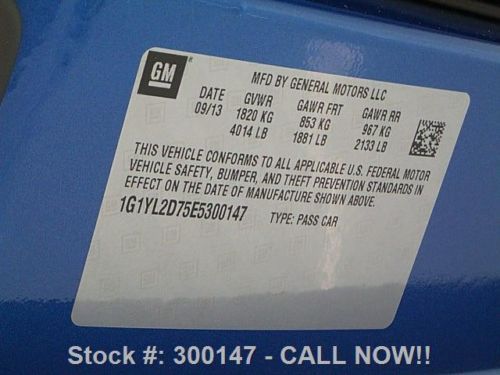 GM
MFD BY GENERAL MOTORS LLC
DATE GVWR GAWR FRT GAWR RR
09/13 1820 KG 853 KG 967 KG
4014 LB 1881 LB 2133 LB
THIS VEHICLE CONFORMS TO ALL APPLICABLE U.S. FEDERAL MOTOR
VEHICLE SAFETY, BUMPER, AND THEFT PREVENTION STANDARDS IN
EFFECT ON THE DATE OF MANUFACTURE SHOWN ABOVE.
1G1YL2D75E5300147 TYPE: PASS CAR
Stock #: 300147 - CALL NOW!!